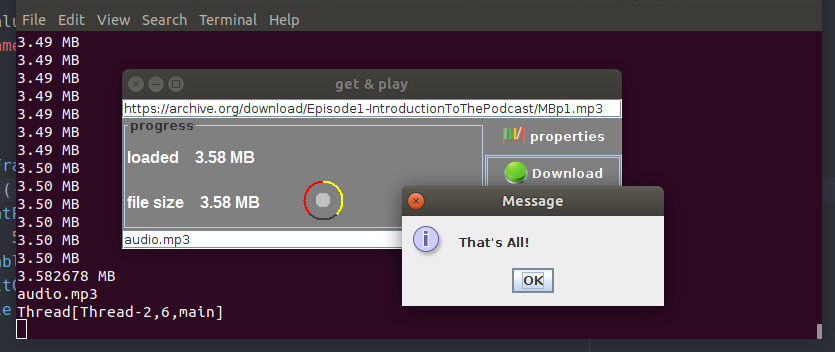 alu
File Edit View Search Terminal Help
ame
3.49 MB
3.49 MB
3.49 MB
3.49 MB
3.49 MB
3.49 MB
3.49 MB
3.50 MB
3.50 MB
3.50 MB
3.50 MB
3.50 MB
3.50 MB
3.582678 MB
audio.mp3
Thread[Thread-2,6,main]
get & play
https://archive.org/download/Episode1-IntroductionToThePodcast/MBp1.mp3
progress
properties
loaded 3.58 MB
Download
file size 3.58 MB
audio.mp3
Message
That's All!
OK